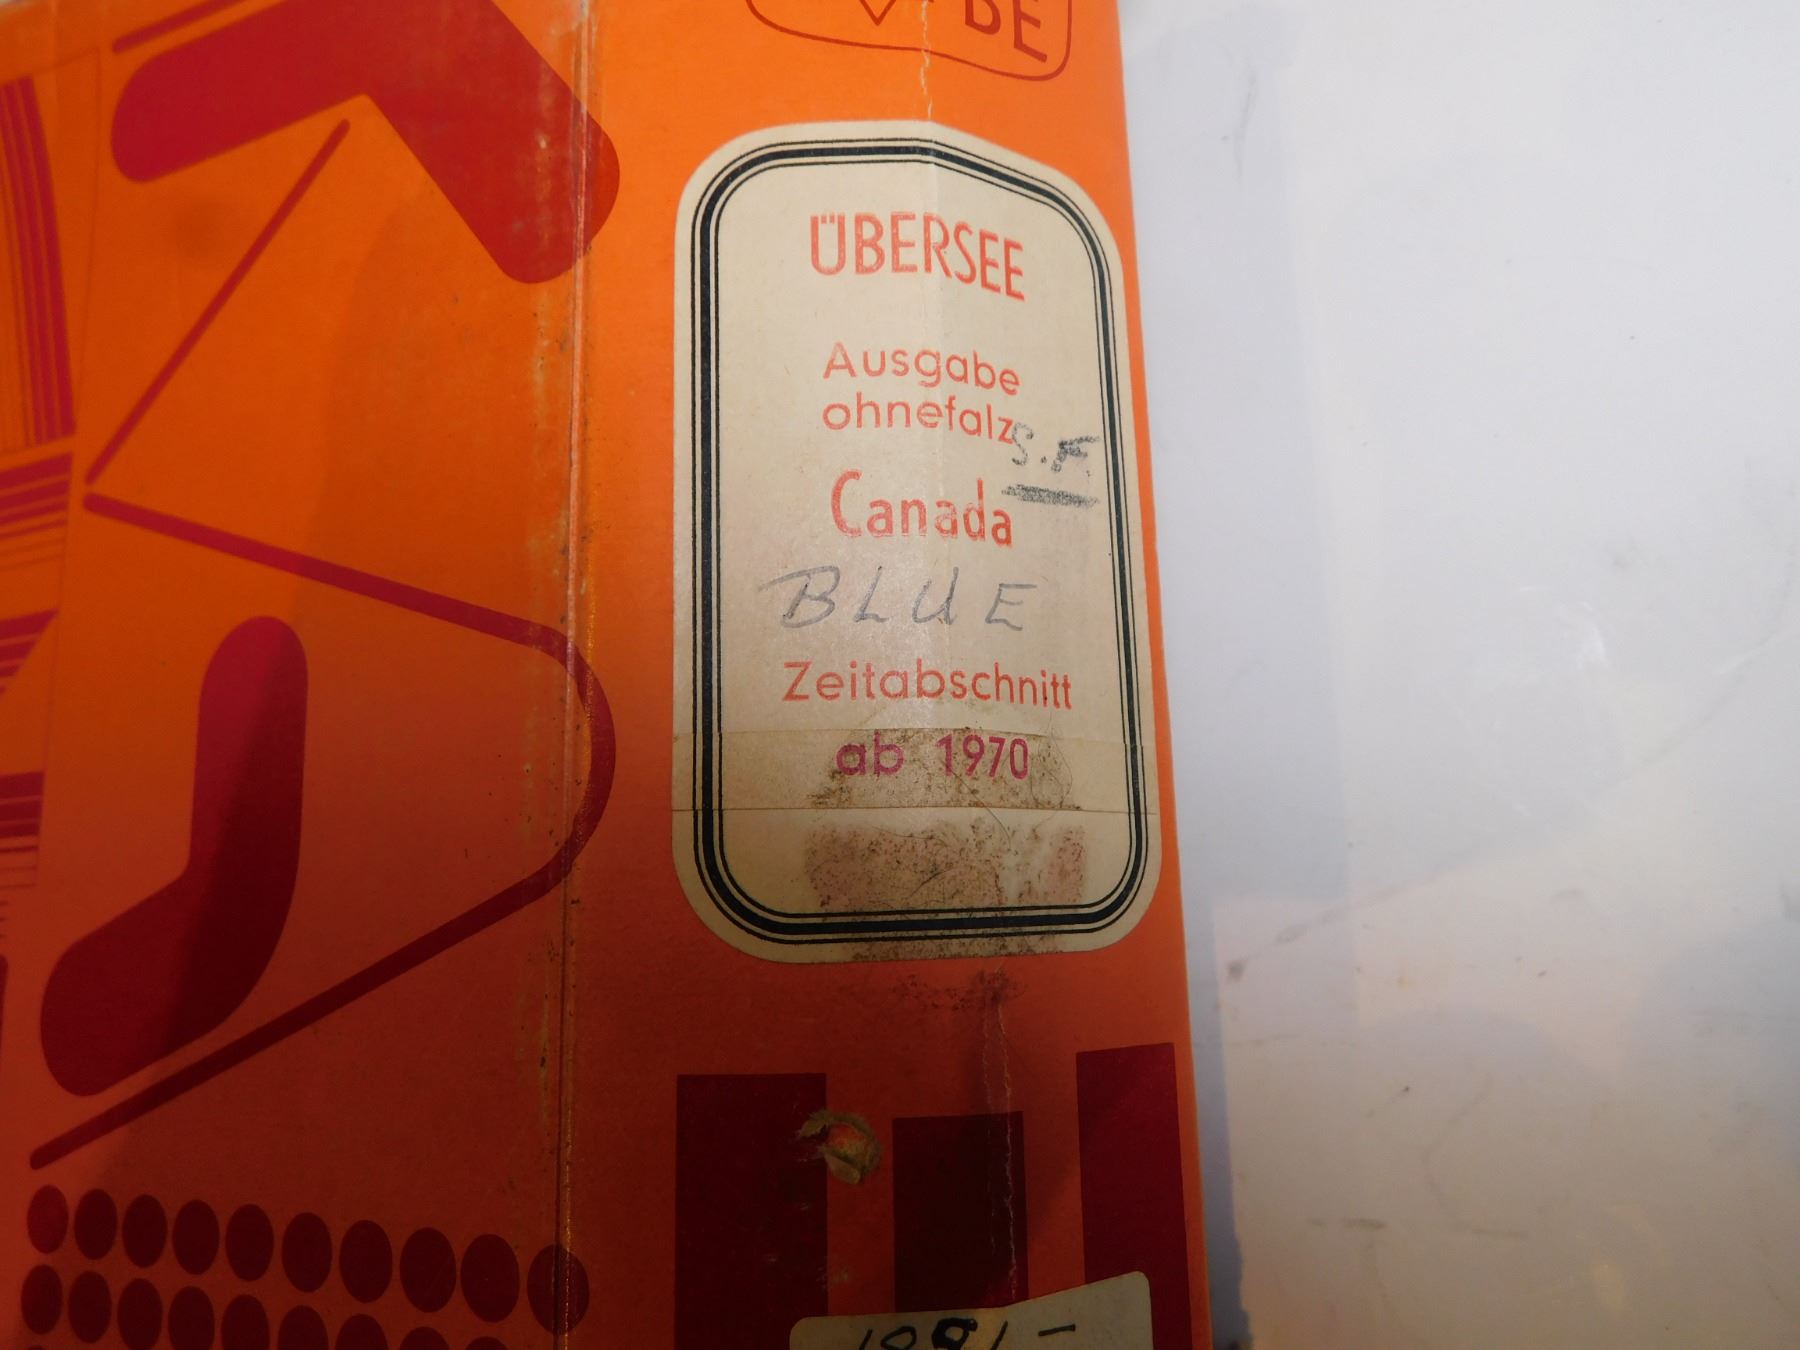 BE
ÜBERSEE
Ausgabe
ohnefalz
S.F.
Canada
BLUE
Zeitabschnitt
ab 1970